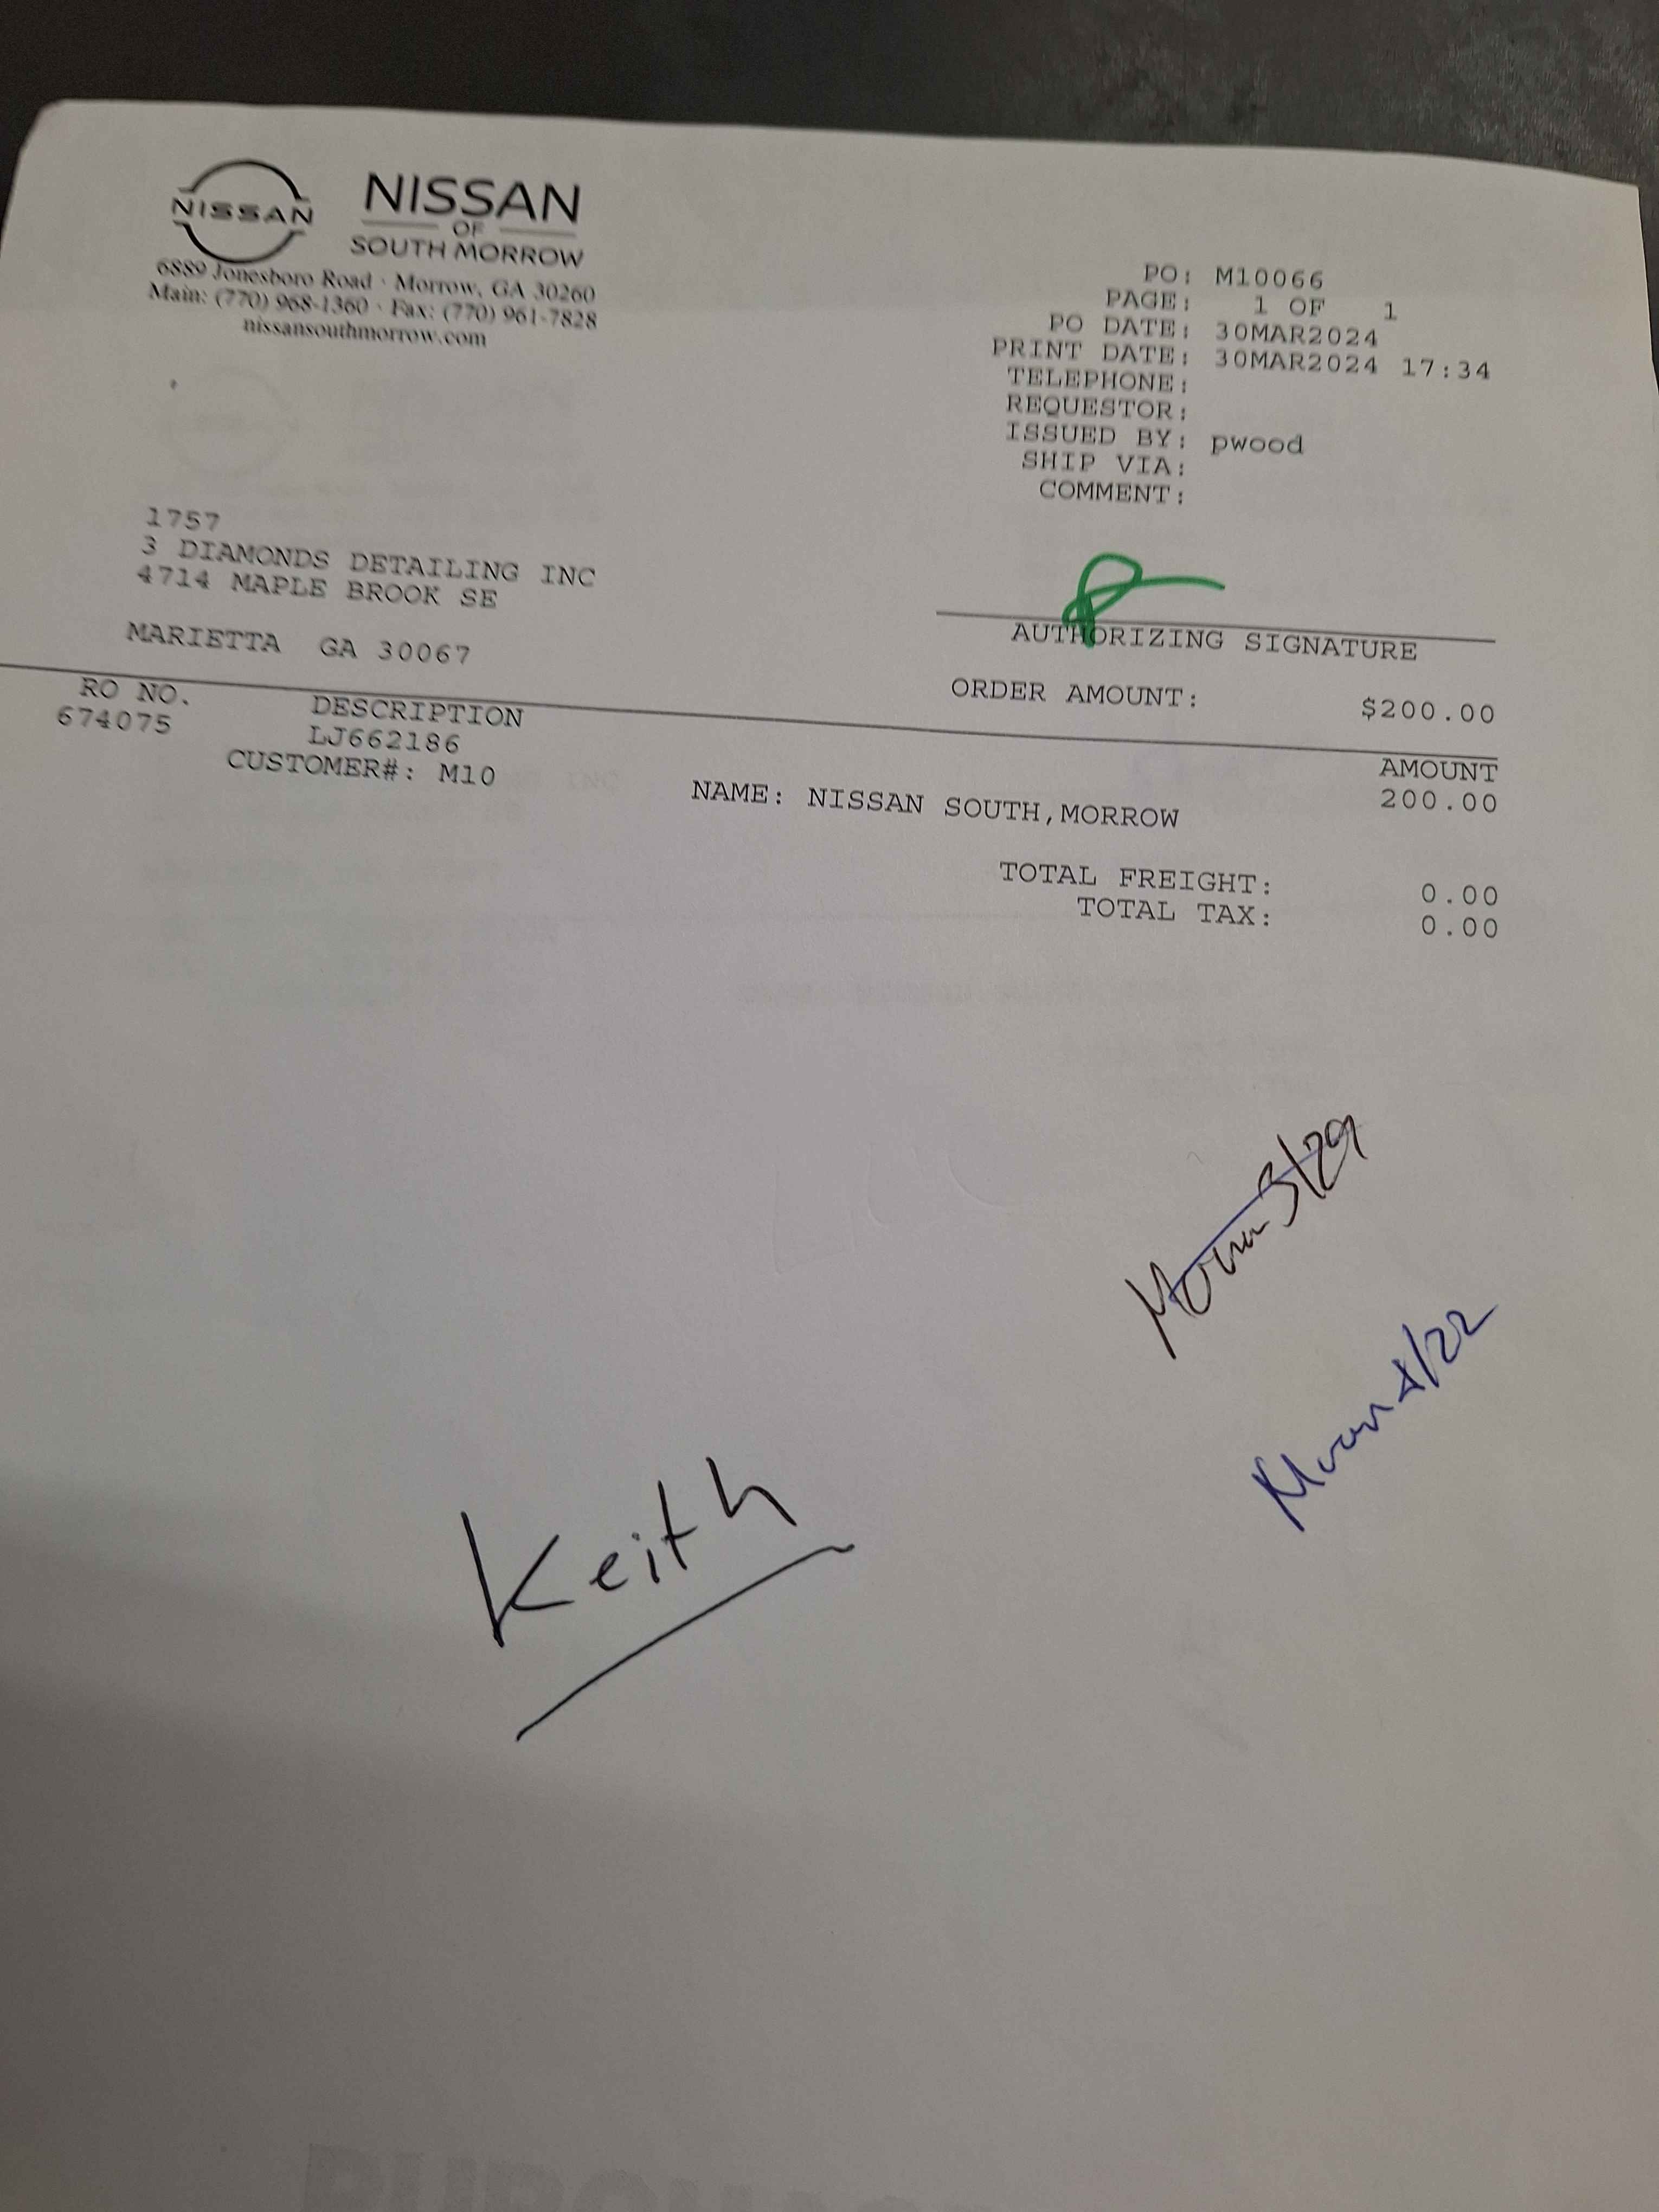 NISSAN
NISSAN
OF
SOUTH MORROW
6889 Jonesboro Road · Morrow, GA 30260
Main: (770) 968-1360 · Fax: (770) 961-7828
nissansouthmorrow.com
PO: M10066
PAGE: 1 OF 1
PO DATE: 30MAR2024
PRINT DATE: 30MAR2024 17:34
TELEPHONE:
REQUESTOR:
ISSUED BY: pwood
SHIP VIA:
COMMENT:
1757
3 DIAMONDS DETAILING INC
4714 MAPLE BROOK SE
MARIETTA GA 30067
AUTHORIZING SIGNATURE
ORDER AMOUNT: $200.00
RO NO. DESCRIPTION AMOUNT
674075 LJ662186 200.00
CUSTOMER#: M10 NAME: NISSAN SOUTH,MORROW
TOTAL FREIGHT: 0.00
TOTAL TAX: 0.00
3/29
4/22
Keith